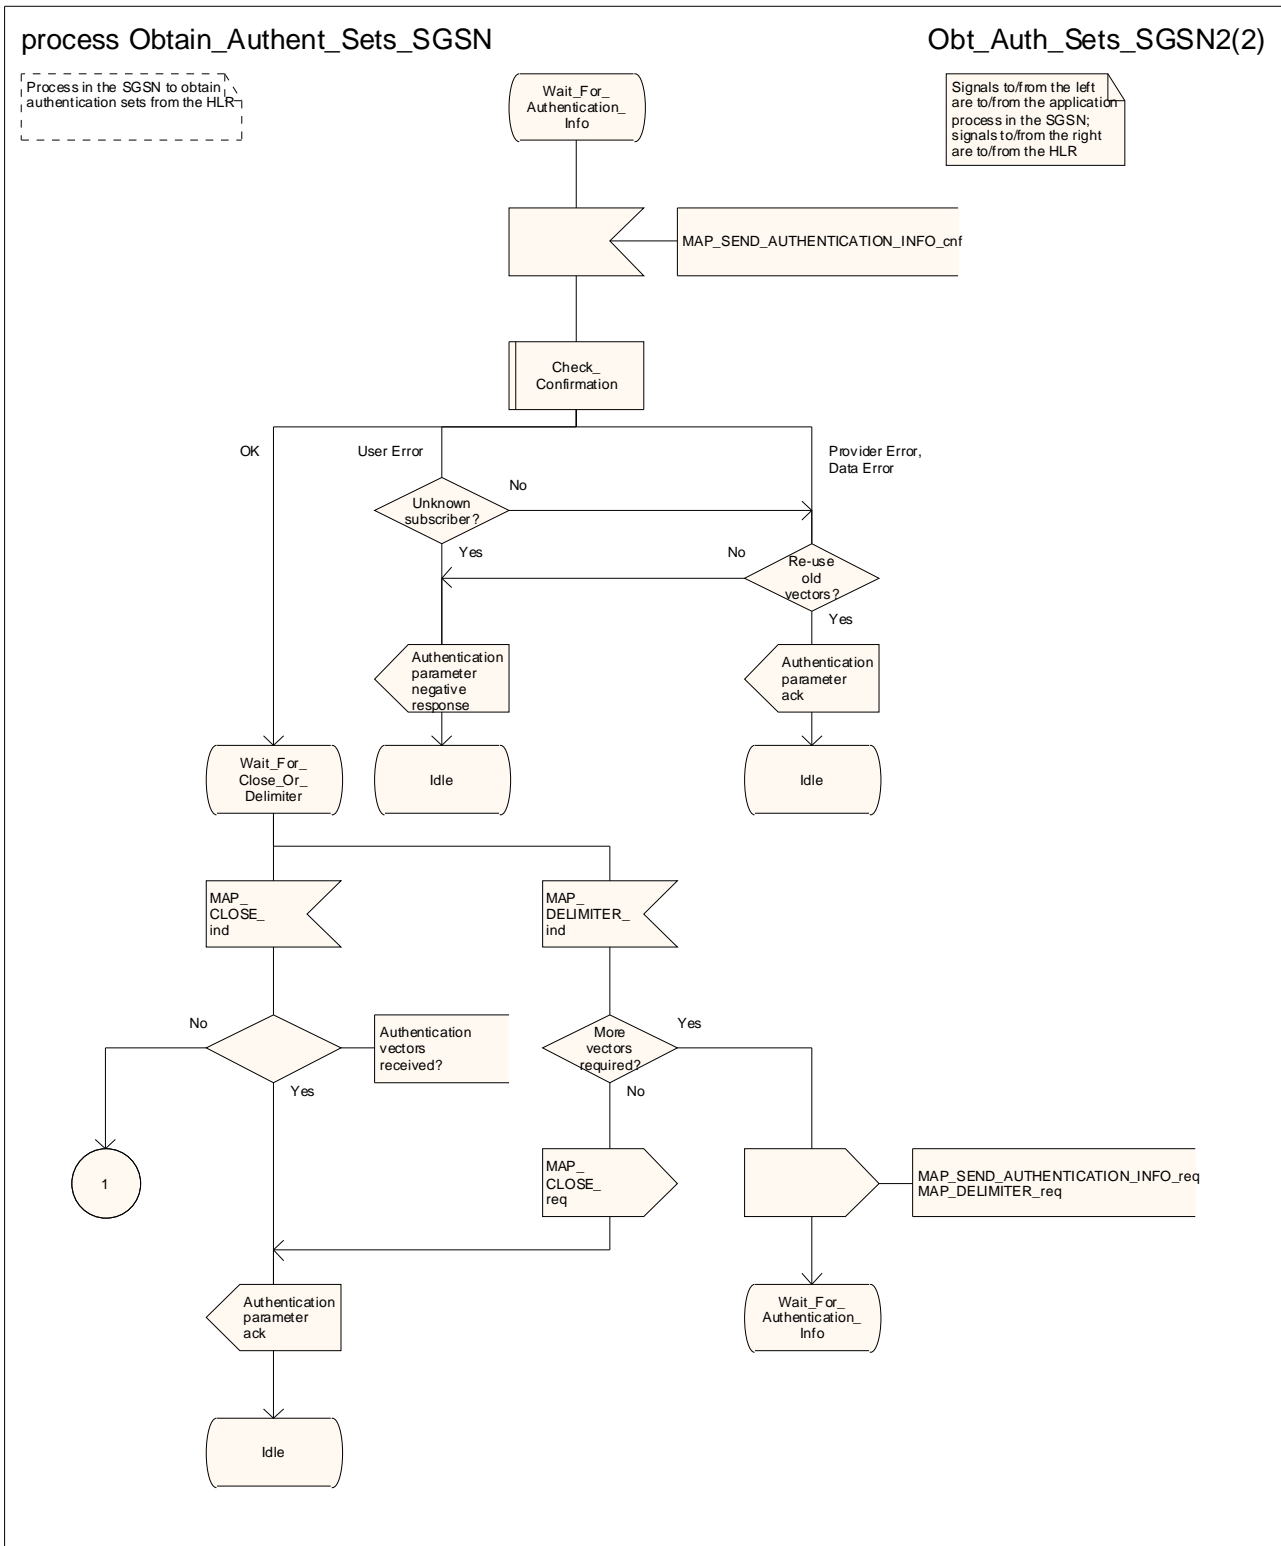 process Obtain_Authent_Sets_SGSN
Obt_Auth_Sets_SGSN2(2)
Process in the SGSN to obtain
authentication sets from the HLR
Wait_For_
Authentication_
Info
Signals to/from the left
are to/from the application
process in the SGSN;
signals to/from the right
are to/from the HLR
MAP_SEND_AUTHENTICATION_INFO_cnf
Check_
Confirmation
OK
User Error
Provider Error,
Data Error
Unknown
subscriber?
No
Yes
No
Re-use
old
vectors?
Yes
Authentication
parameter
negative
response
Authentication
parameter
ack
Wait_For_
Close_Or_
Delimiter
Idle
Idle
MAP_
CLOSE_
ind
MAP_
DELIMITER_
ind
No
Authentication
vectors
received?
Yes
More
vectors
required?
Yes
No
1
MAP_
CLOSE_
req
MAP_SEND_AUTHENTICATION_INFO_req
MAP_DELIMITER_req
Authentication
parameter
ack
Wait_For_
Authentication_
Info
Idle